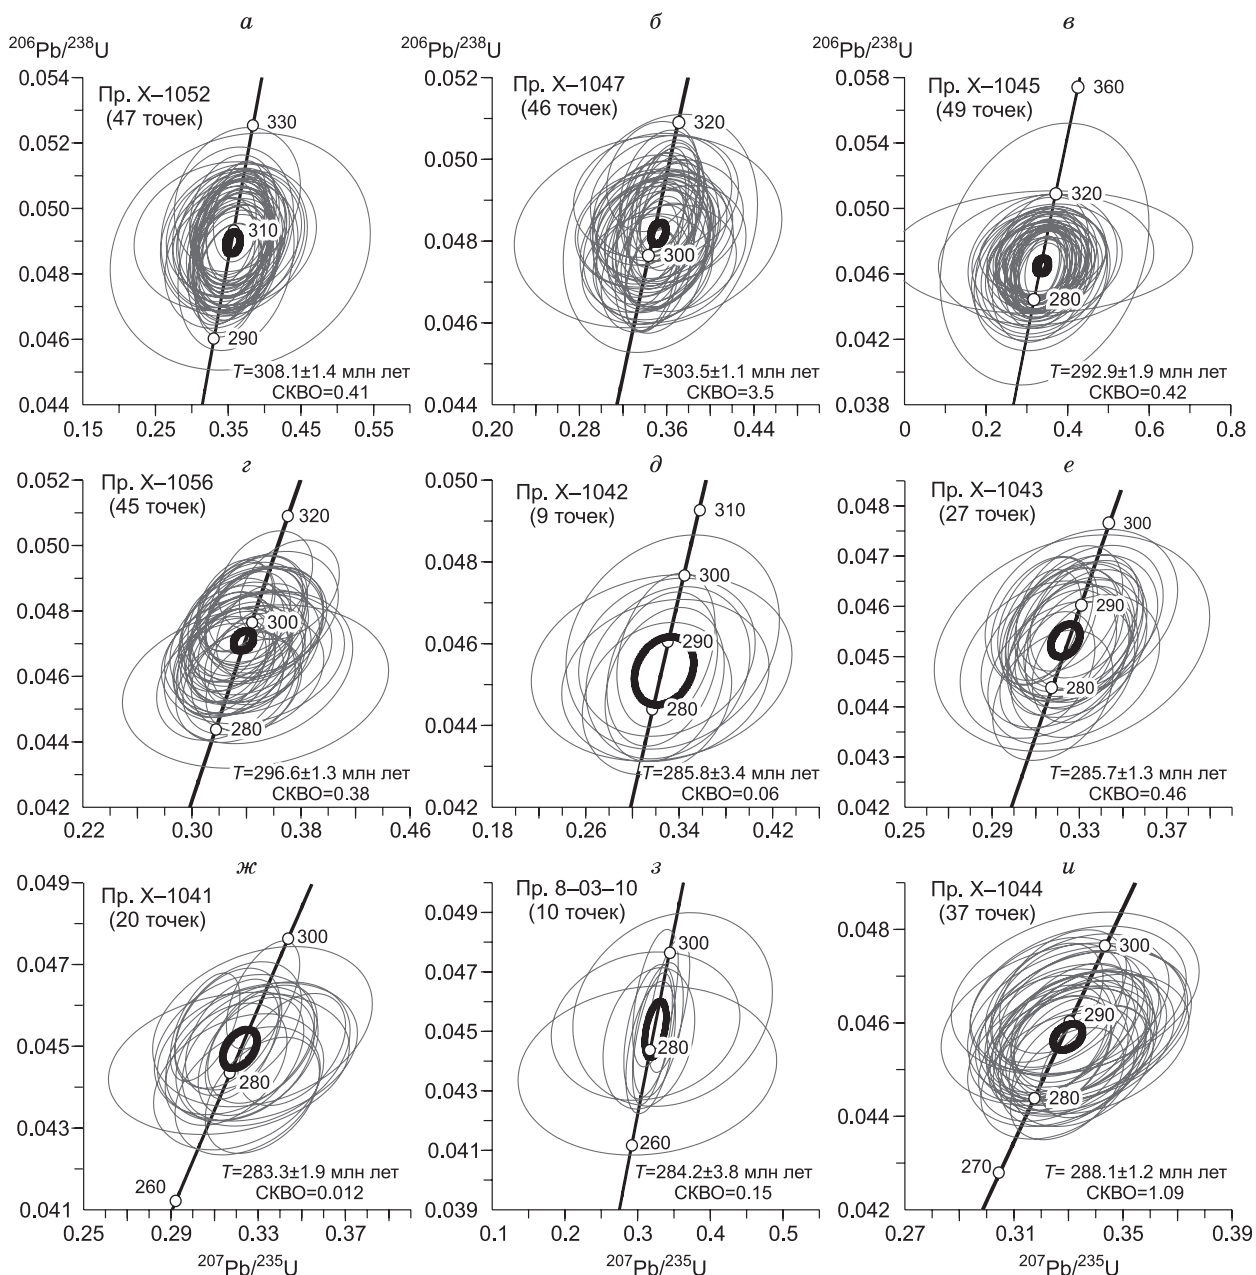 а
206Pb/238U
0.054
0.052
0.050
0.048
0.046
0.044
Пр. Х–1052
(47 точек)
330
310
290
T=308.1±1.4 млн лет
СКВО=0.41
0.15
0.25
0.35
0.45
0.55
б
206Pb/238U
0.052
0.050
0.048
0.046
0.044
Пр. Х–1047
(46 точек)
320
300
T=303.5±1.1 млн лет
СКВО=3.5
0.20
0.28
0.36
0.44
в
206Pb/238U
0.058
0.054
0.050
0.046
0.042
0.038
Пр. Х–1045
(49 точек)
360
320
280
T=292.9±1.9 млн лет
СКВО=0.42
0
0.2
0.4
0.6
0.8
г
0.052
0.050
0.048
0.046
0.044
0.042
Пр. Х–1056
(45 точек)
320
300
280
T=296.6±1.3 млн лет
СКВО=0.38
0.22
0.30
0.38
0.46
д
0.050
0.048
0.046
0.044
0.042
Пр. Х–1042
(9 точек)
310
300
290
280
T=285.8±3.4 млн лет
СКВО=0.06
0.18
0.26
0.34
0.42
е
0.048
0.047
0.046
0.045
0.044
0.043
0.042
Пр. Х–1043
(27 точек)
300
290
280
T=285.7±1.3 млн лет
СКВО=0.46
0.25
0.29
0.33
0.37
ж
0.049
0.047
0.045
0.043
0.041
Пр. Х–1041
(20 точек)
300
280
260
T=283.3±1.9 млн лет
СКВО=0.012
0.25
0.29
0.33
0.37
207Pb/235U
з
0.049
0.047
0.045
0.043
0.041
0.039
Пр. 8–03–10
(10 точек)
300
280
260
T=284.2±3.8 млн лет
СКВО=0.15
0.1
0.2
0.3
0.4
0.5
207Pb/235U
и
0.048
0.046
0.044
0.042
Пр. Х–1044
(37 точек)
300
290
280
270
T= 288.1±1.2 млн лет
СКВО=1.09
0.27
0.31
0.35
0.39
207Pb/235U